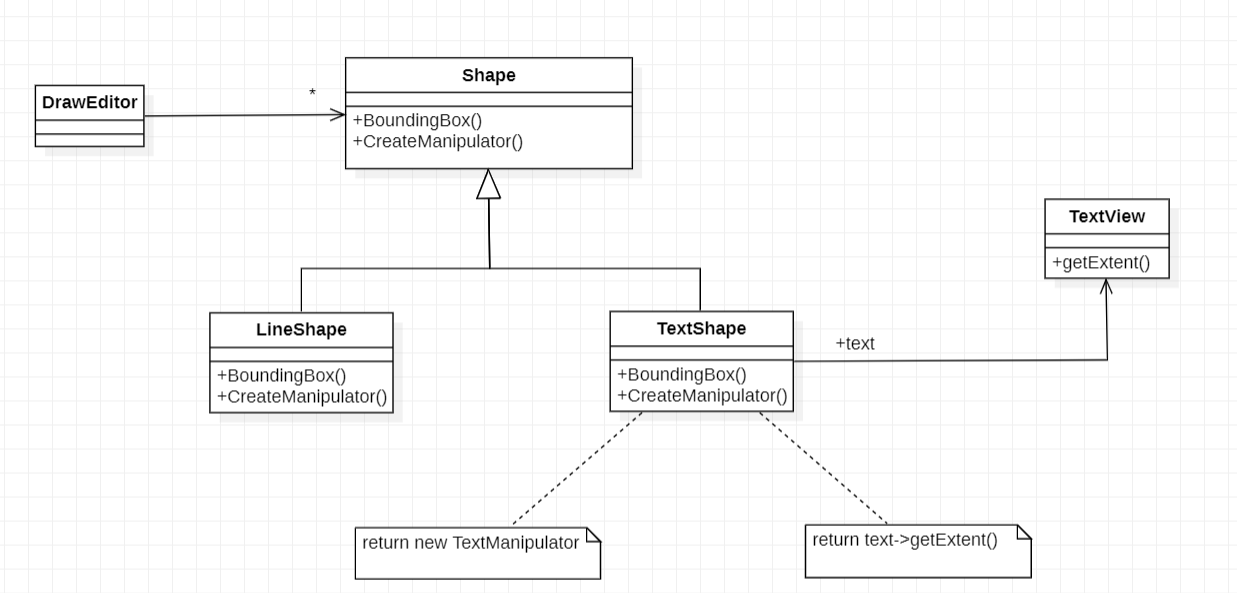 Shape
*
DrawEditor
+BoundingBox()
+CreateManipulator()
TextView
+getExtent()
LineShape
+BoundingBox()
+CreateManipulator()
TextShape
+BoundingBox()
+CreateManipulator()
+text
return new TextManipulator
return text->getExtent()